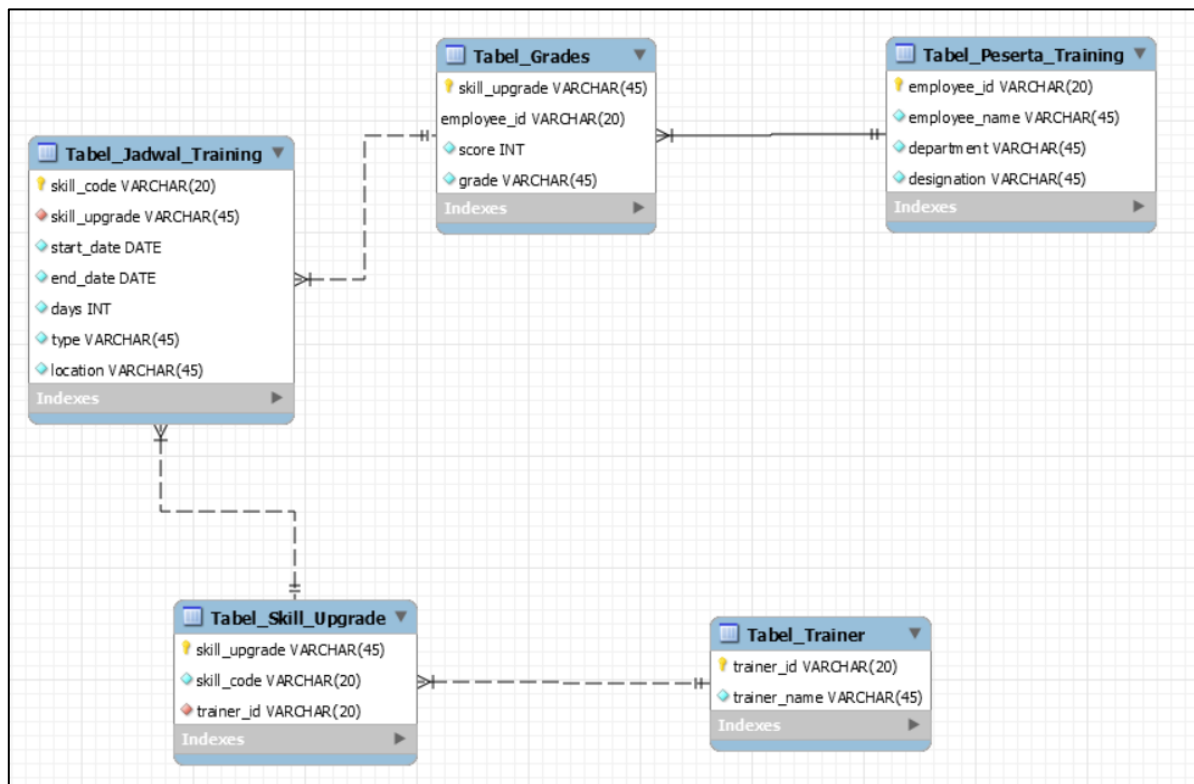 Tabel_Grades
skill_upgrade VARCHAR(45)
employee_id VARCHAR(20)
score INT
grade VARCHAR(45)
Indexes
Tabel_Peserta_Training
employee_id VARCHAR(20)
employee_name VARCHAR(45)
department VARCHAR(45)
designation VARCHAR(45)
Indexes
Tabel_Jadwal_Training
skill_code VARCHAR(20)
skill_upgrade VARCHAR(45)
start_date DATE
end_date DATE
days INT
type VARCHAR(45)
location VARCHAR(45)
Indexes
Tabel_Skill_Upgrade
skill_upgrade VARCHAR(45)
skill_code VARCHAR(20)
trainer_id VARCHAR(20)
Indexes
Tabel_Trainer
trainer_id VARCHAR(20)
trainer_name VARCHAR(45)
Indexes